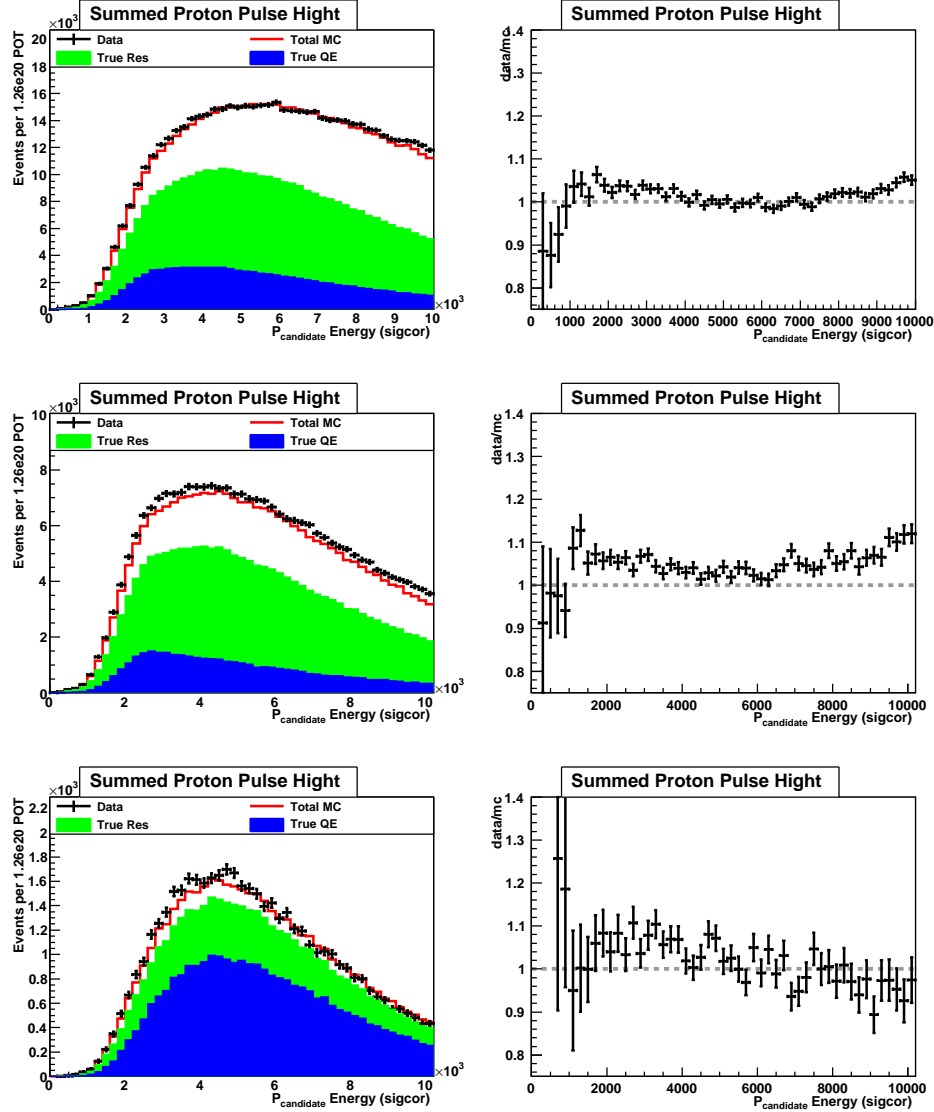 Summed Proton Pulse Hight
×10³
Events per 1.26e20 POT
Data
Total MC
True Res
True QE
20
18
16
14
12
10
8
6
4
2
0
0 1 2 3 4 5 6 7 8 9 10
×10³
P_candidate Energy (sigcor)
Summed Proton Pulse Hight
data/mc
1.4
1.3
1.2
1.1
1
0.9
0.8
0 1000 2000 3000 4000 5000 6000 7000 8000 9000 10000
P_candidate Energy (sigcor)
Summed Proton Pulse Hight
×10³
Events per 1.26e20 POT
Data
Total MC
True Res
True QE
10
8
6
4
2
0
0 2 4 6 8 10
×10³
P_candidate Energy (sigcor)
Summed Proton Pulse Hight
data/mc
1.4
1.3
1.2
1.1
1
0.9
0.8
0 2000 4000 6000 8000 10000
P_candidate Energy (sigcor)
Summed Proton Pulse Hight
×10³
Events per 1.26e20 POT
Data
Total MC
True Res
True QE
2.2
2
1.8
1.6
1.4
1.2
1
0.8
0.6
0.4
0.2
0
0 2 4 6 8 10
×10³
P_candidate Energy (sigcor)
Summed Proton Pulse Hight
data/mc
1.4
1.3
1.2
1.1
1
0.9
0.8
0 2000 4000 6000 8000 10000
P_candidate Energy (sigcor)